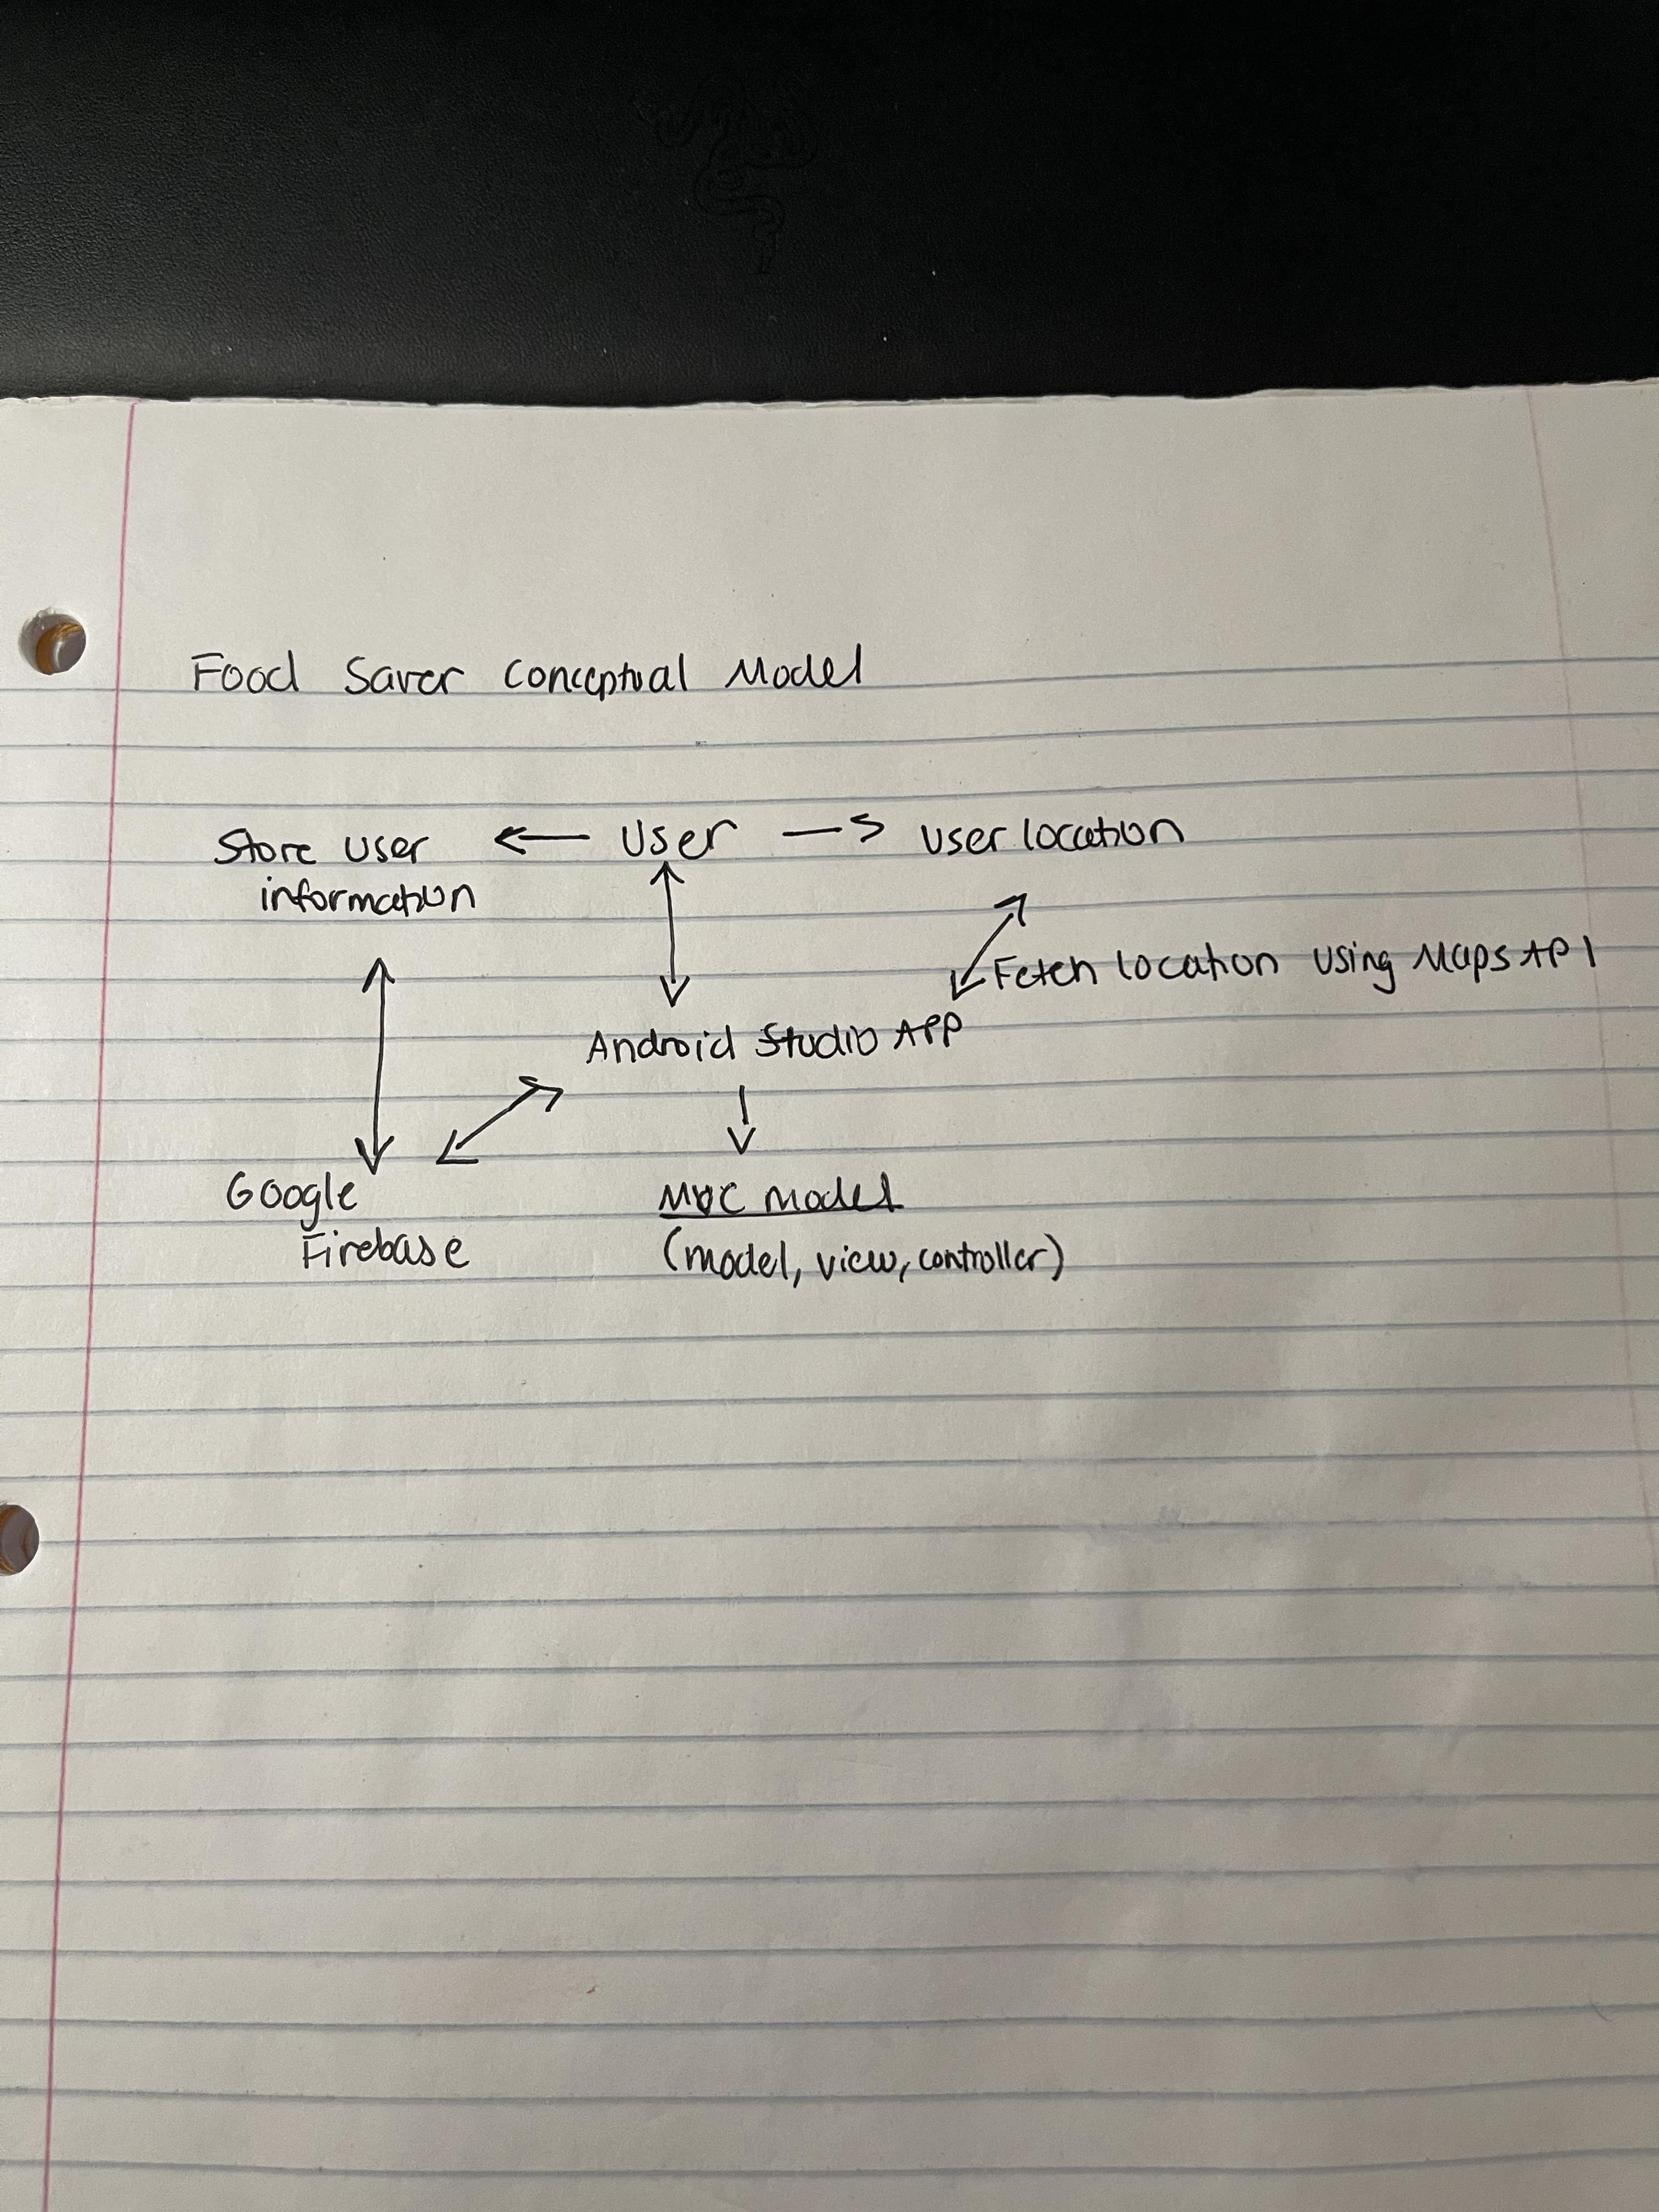 Food Saver Conceptual Model
Store User ← User → User location
information
Fetch location Using Maps API
Android Studio APP
Google
Firebase
MVC Model
(model, view, controller)